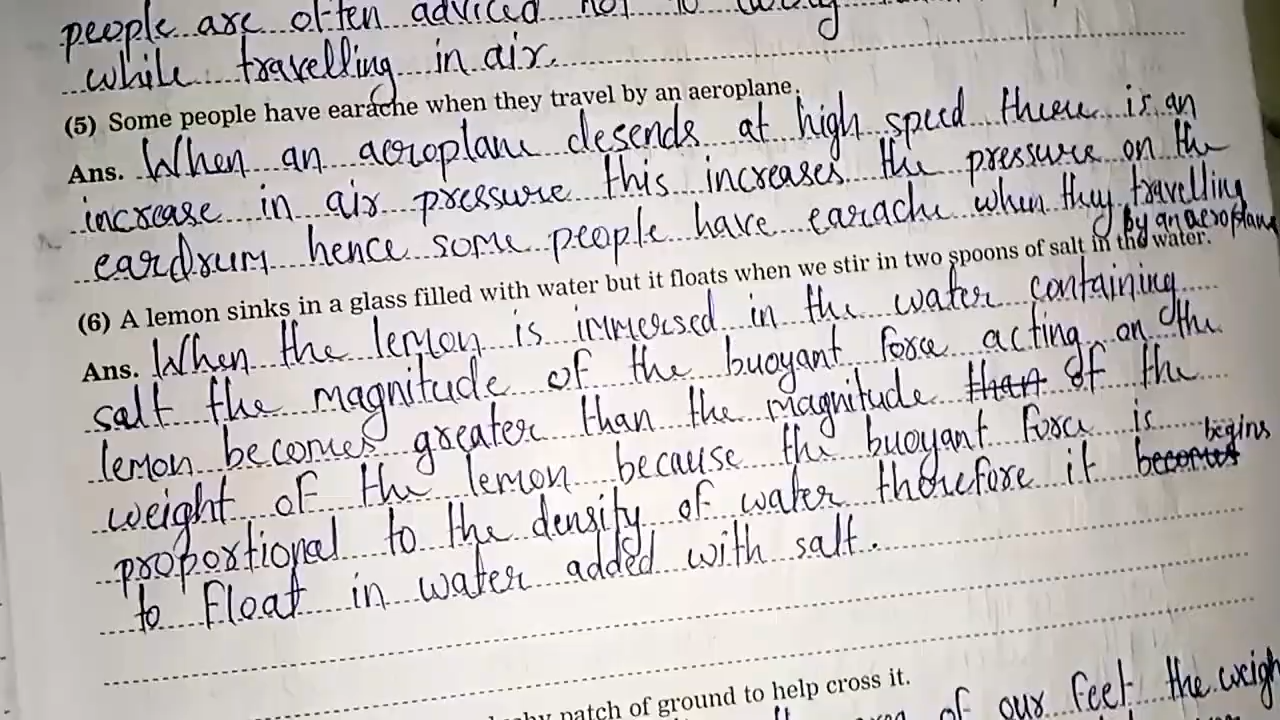 people are often adviced not to carry
while travelling in air.
(5) Some people have earache when they travel by an aeroplane.
Ans. When an aeroplane desends at high speed there is an
increase in air pressure this increases the pressure on the
eardrum hence some people have earache when they travelling
by an aeroplane
(6) A lemon sinks in a glass filled with water but it floats when we stir in two spoons of salt in the water.
Ans. When the lemon is immersed in the water containing
salt the magnitude of the buoyant force acting on the
lemon becomes greater than the magnitude than of the
weight of the lemon because the buoyant force is
proportional to the density of water therefore it becomes begins
to float in water added with salt.
patch of ground to help cross it.
of our feet the weigh